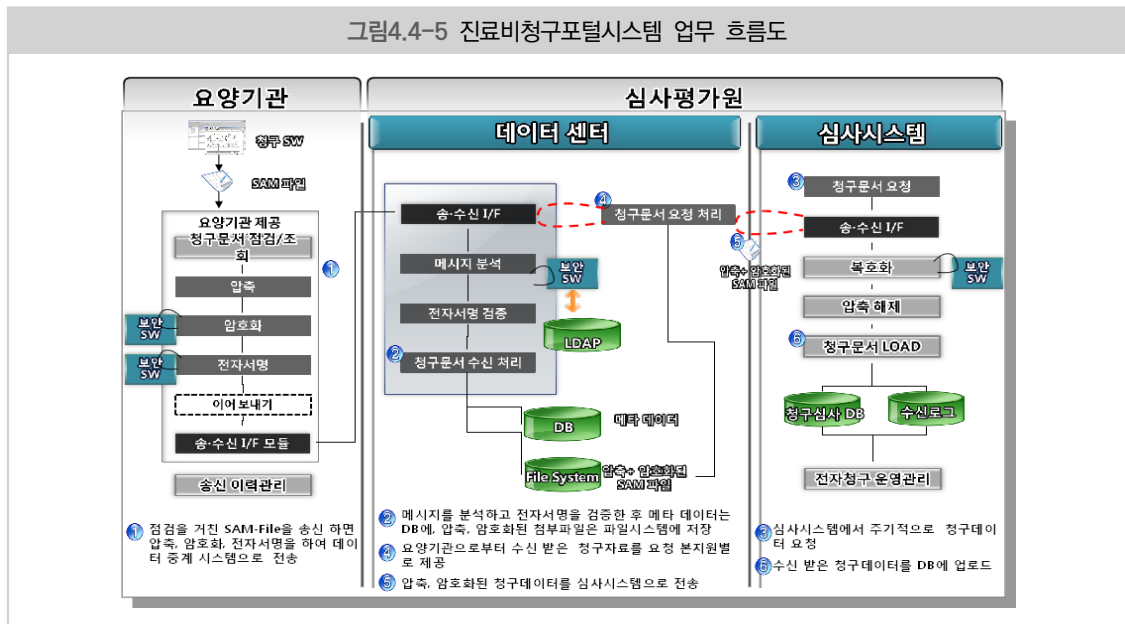 그림4.4-5 진료비청구포털시스템 업무 흐름도
요양기관
심사평가원
데이터 센터
심사시스템
청구 SW
SAM 파일
요양기관 제공
청구문서 점검/조
회
1
압축
보안
SW
암호화
보안
SW
전자서명
이어 보내기
송·수신 I/F 모듈
송신 이력관리
송·수신 I/F
메시지 분석
보안
SW
전자서명 검증
LDAP
2
청구문서 수신 처리
DB
메타 데이터
File System
압축+ 암호화된
SAM 파일
4
청구문서 요청 처리
3
청구문서 요청
5
압축+ 암호화된
SAM 파일
송·수신 I/F
복호화
보안
SW
압축 해제
6
청구문서 LOAD
청구심사 DB
수신로그
전자청구 운영관리
1 점검을 거친 SAM-File을 송신 하면
압축, 암호화, 전자서명을 하여 데이
터 중계 시스템으로 전송
2 메시지를 분석하고 전자서명을 검증한 후 메타 데이터는
DB에, 압축, 암호화된 첨부파일은 파일시스템에 저장
4 요양기관으로부터 수신 받은 청구자료를 요청 본지원별
로 제공
5 압축, 암호화된 청구데이터를 심사시스템으로 전송
3 심사시스템에서 주기적으로 청구데이
터 요청
6 수신 받은 청구데이터를 DB에 업로드